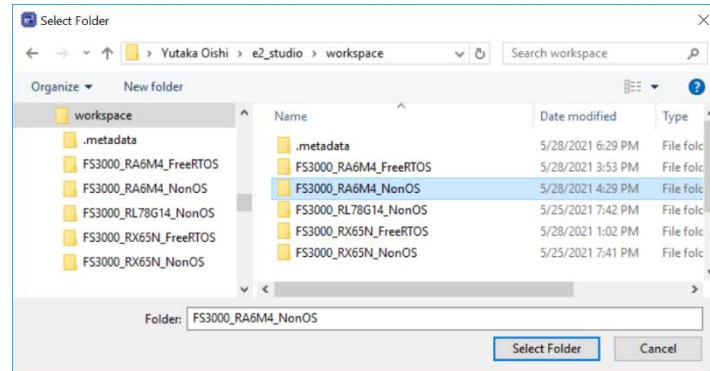 Select Folder
Yutaka Oishi > e2_studio > workspace
Search workspace
Organize
New folder
?
workspace
.metadata
FS3000_RA6M4_FreeRTOS
FS3000_RA6M4_NonOS
FS3000_RL78G14_NonOS
FS3000_RX65N_FreeRTOS
FS3000_RX65N_NonOS
Name Date modified Type
.metadata 5/28/2021 6:29 PM File folc
FS3000_RA6M4_FreeRTOS 5/28/2021 3:53 PM File folc
FS3000_RA6M4_NonOS 5/28/2021 4:29 PM File folc
FS3000_RL78G14_NonOS 5/25/2021 7:42 PM File folc
FS3000_RX65N_FreeRTOS 5/28/2021 1:02 PM File folc
FS3000_RX65N_NonOS 5/25/2021 7:41 PM File folc
Folder: FS3000_RA6M4_NonOS
Select Folder
Cancel